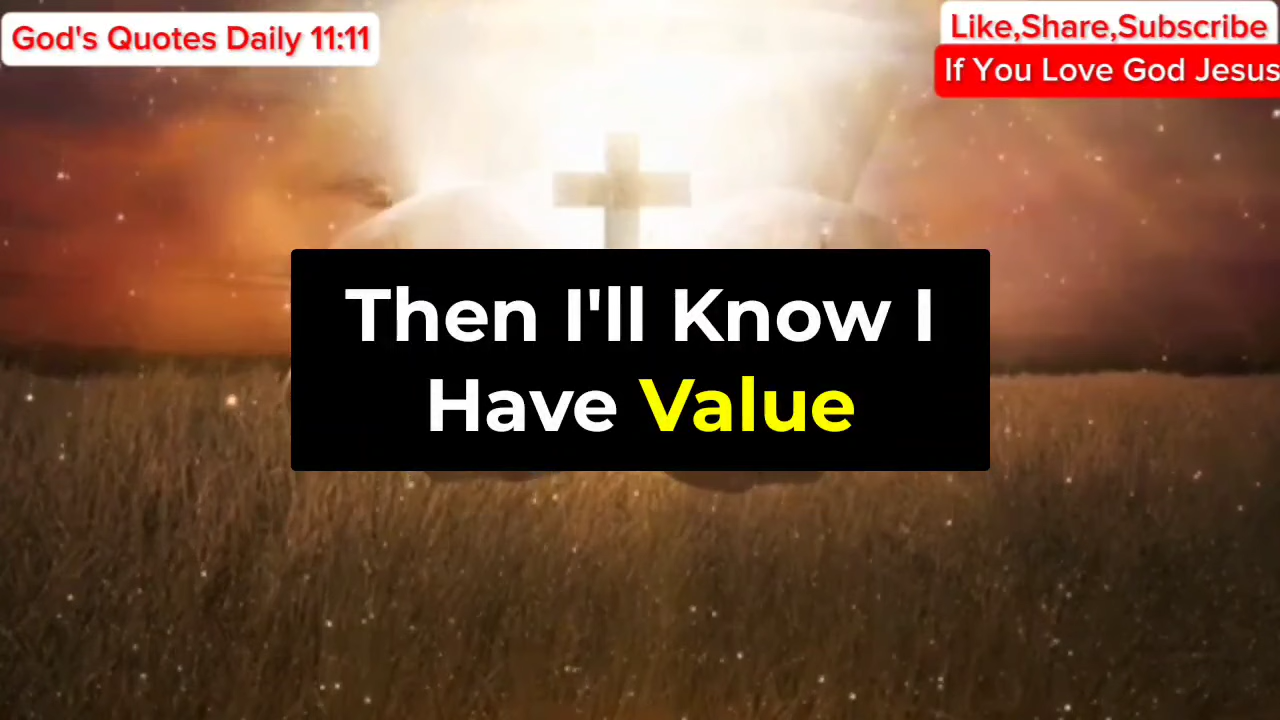 God's Quotes Daily 11:11
Like,Share,Subscribe
If You Love God Jesus
Then I'll Know I
Have Value